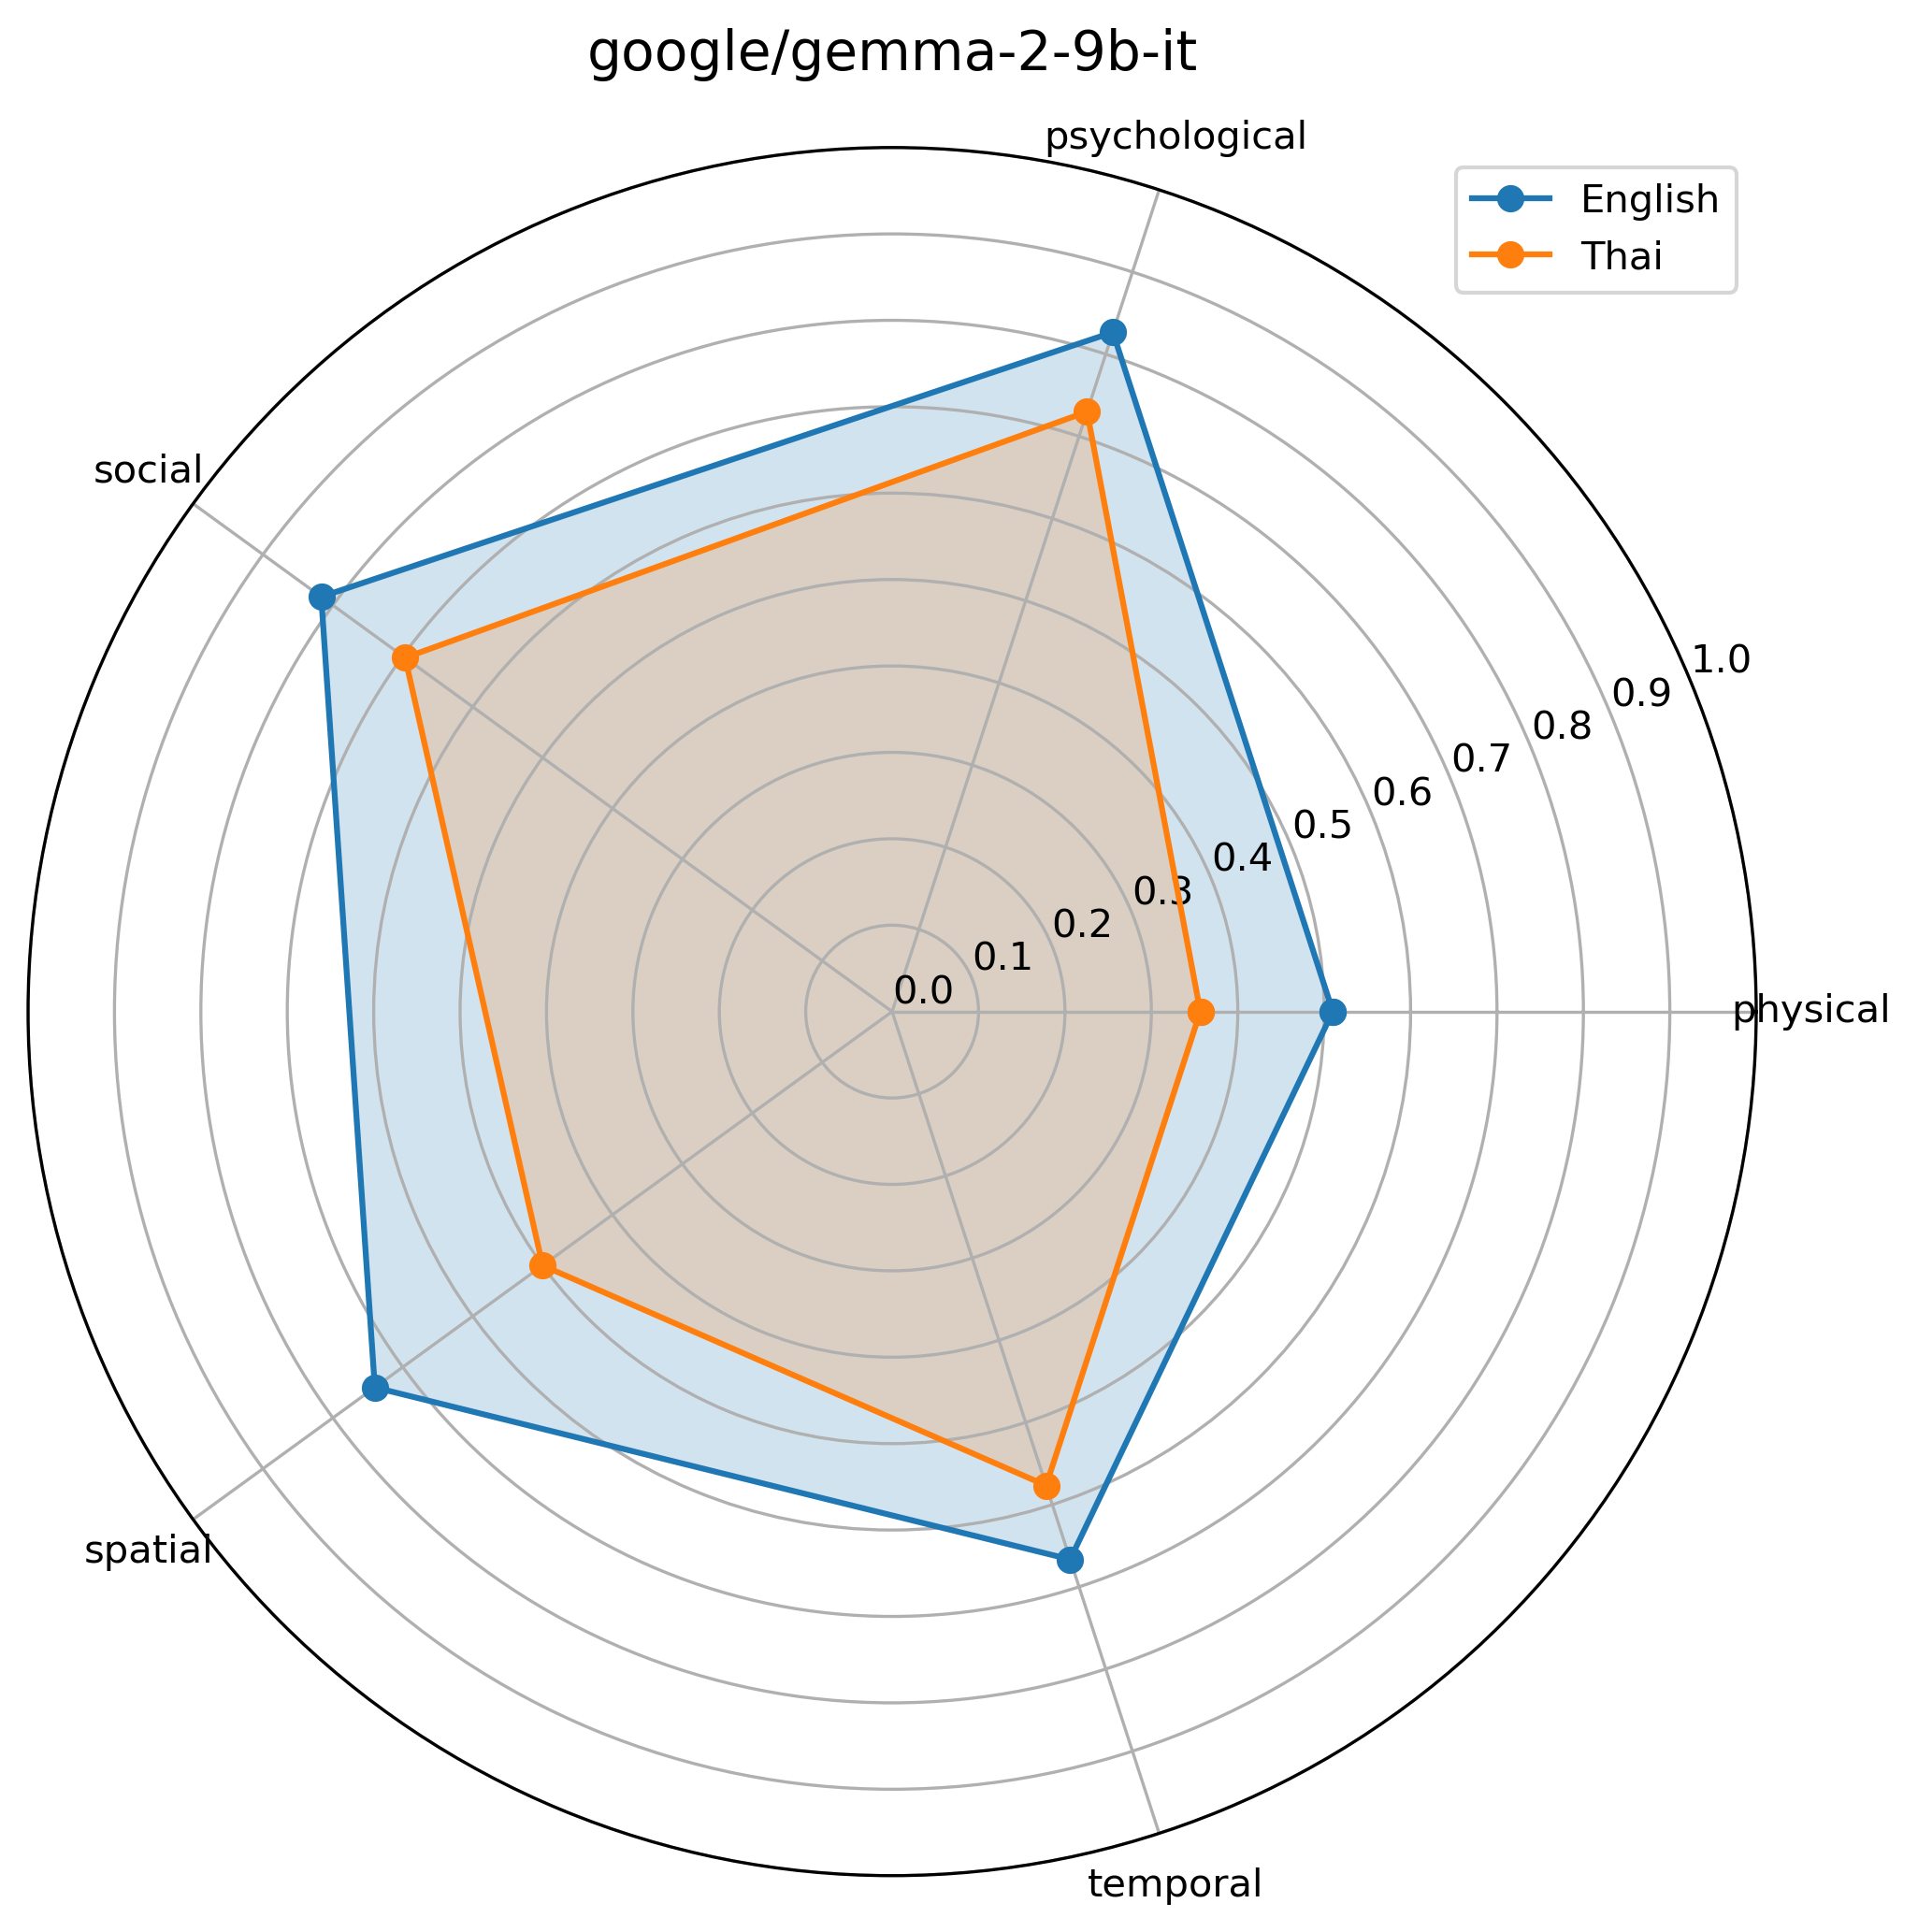 google/gemma-2-9b-it
psychological
English
Thai
social
1.0
0.9
0.8
0.7
0.6
0.5
0.4
0.3
0.2
0.1
0.0
physical
spatial
temporal